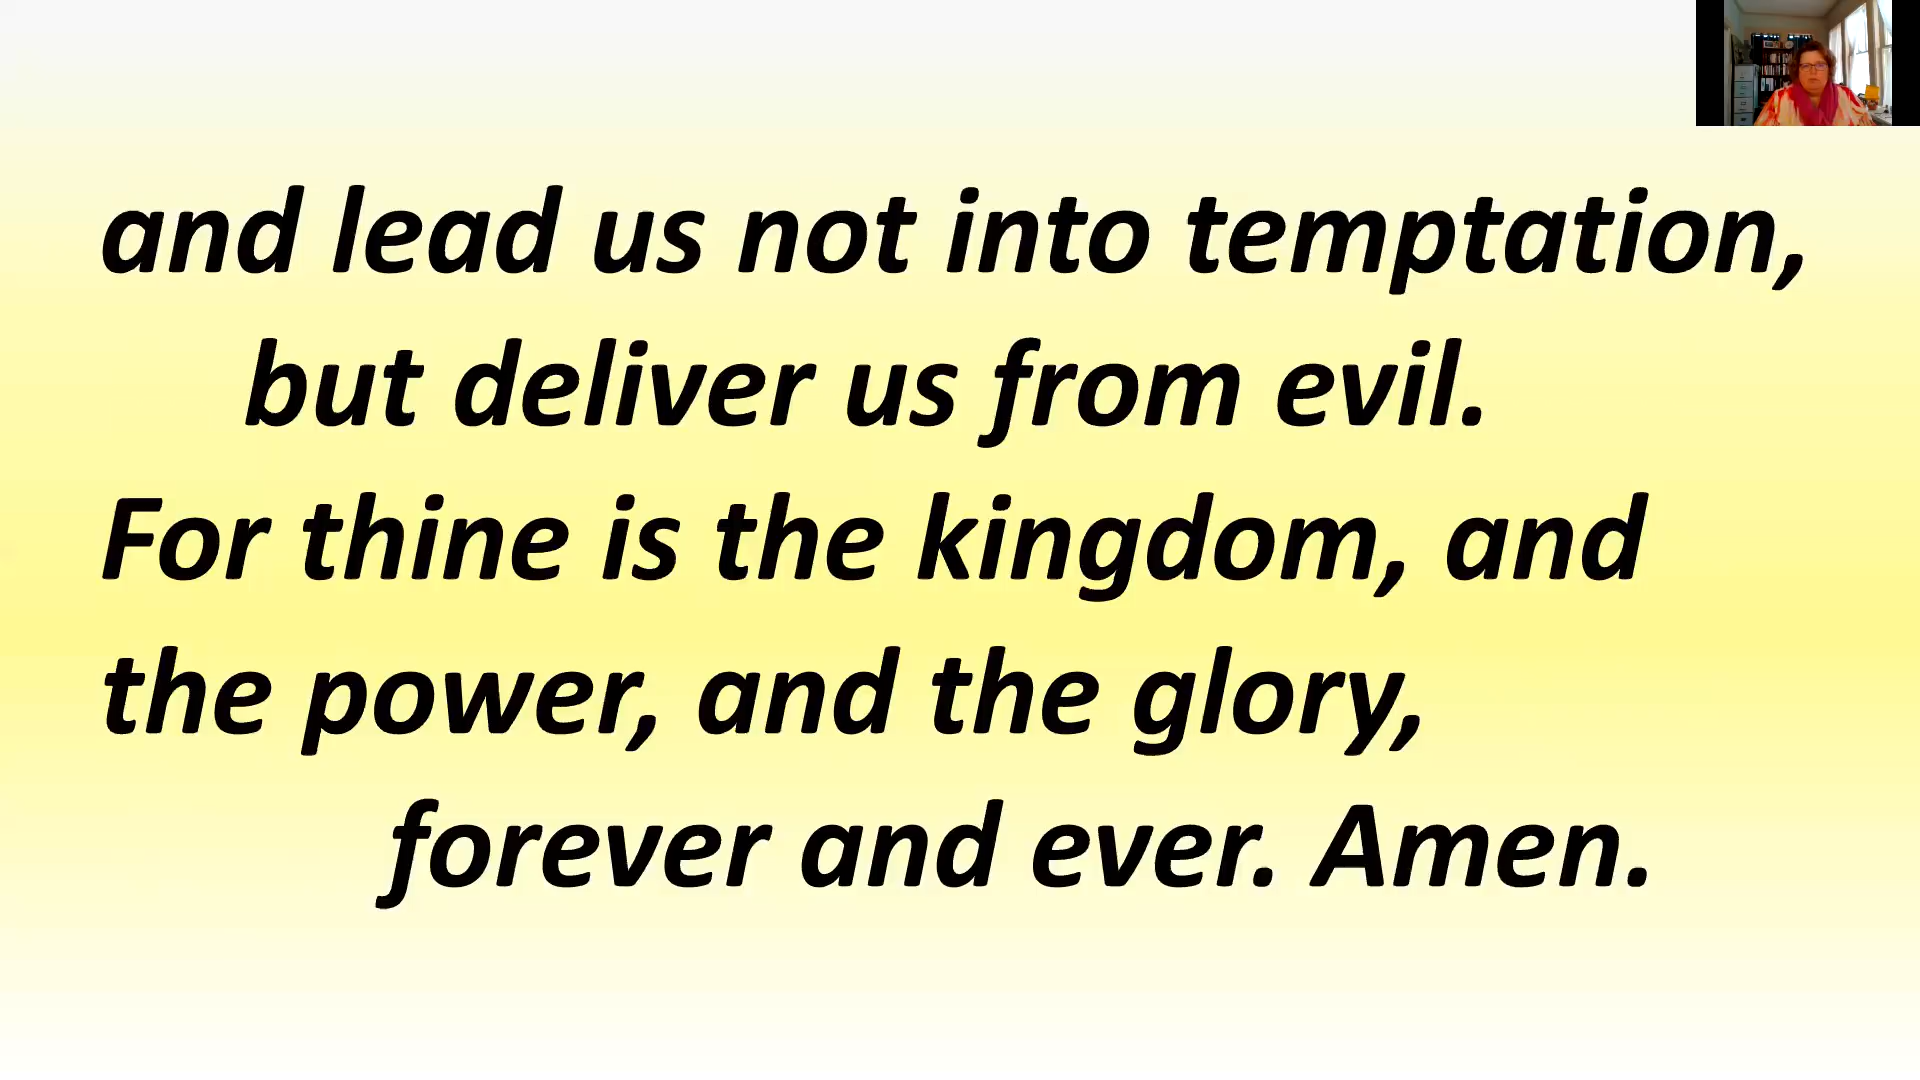 and lead us not into temptation,
but deliver us from evil.
For thine is the kingdom, and
the power, and the glory,
forever and ever. Amen.